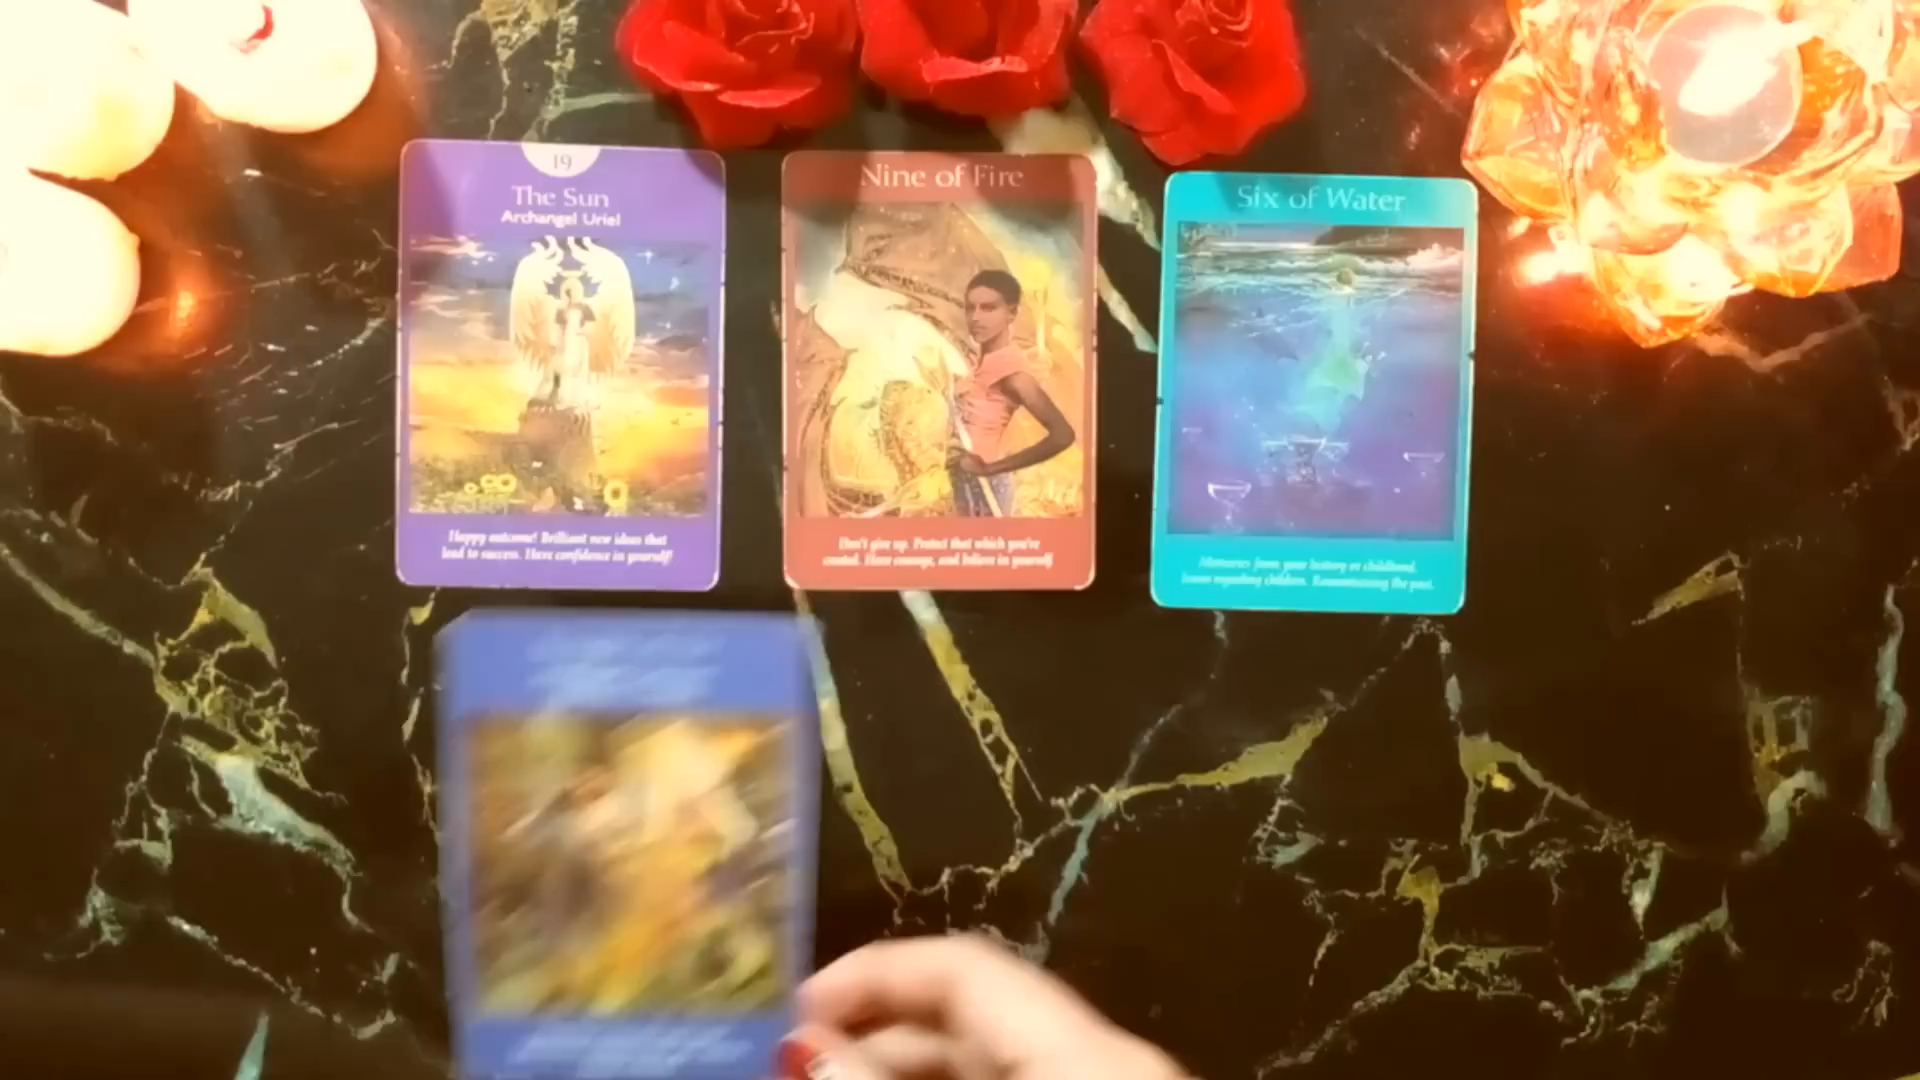 19
The Sun
Archangel Uriel
Happy outcome! Brilliant new ideas that
lead to success. Have confidence in yourself!
Nine of Fire
Don't give up. Protect that which you've
created. Have courage, and believe in yourself.
Six of Water
Memories from your history or childhood.
Issues regarding children. Romanticizing the past.